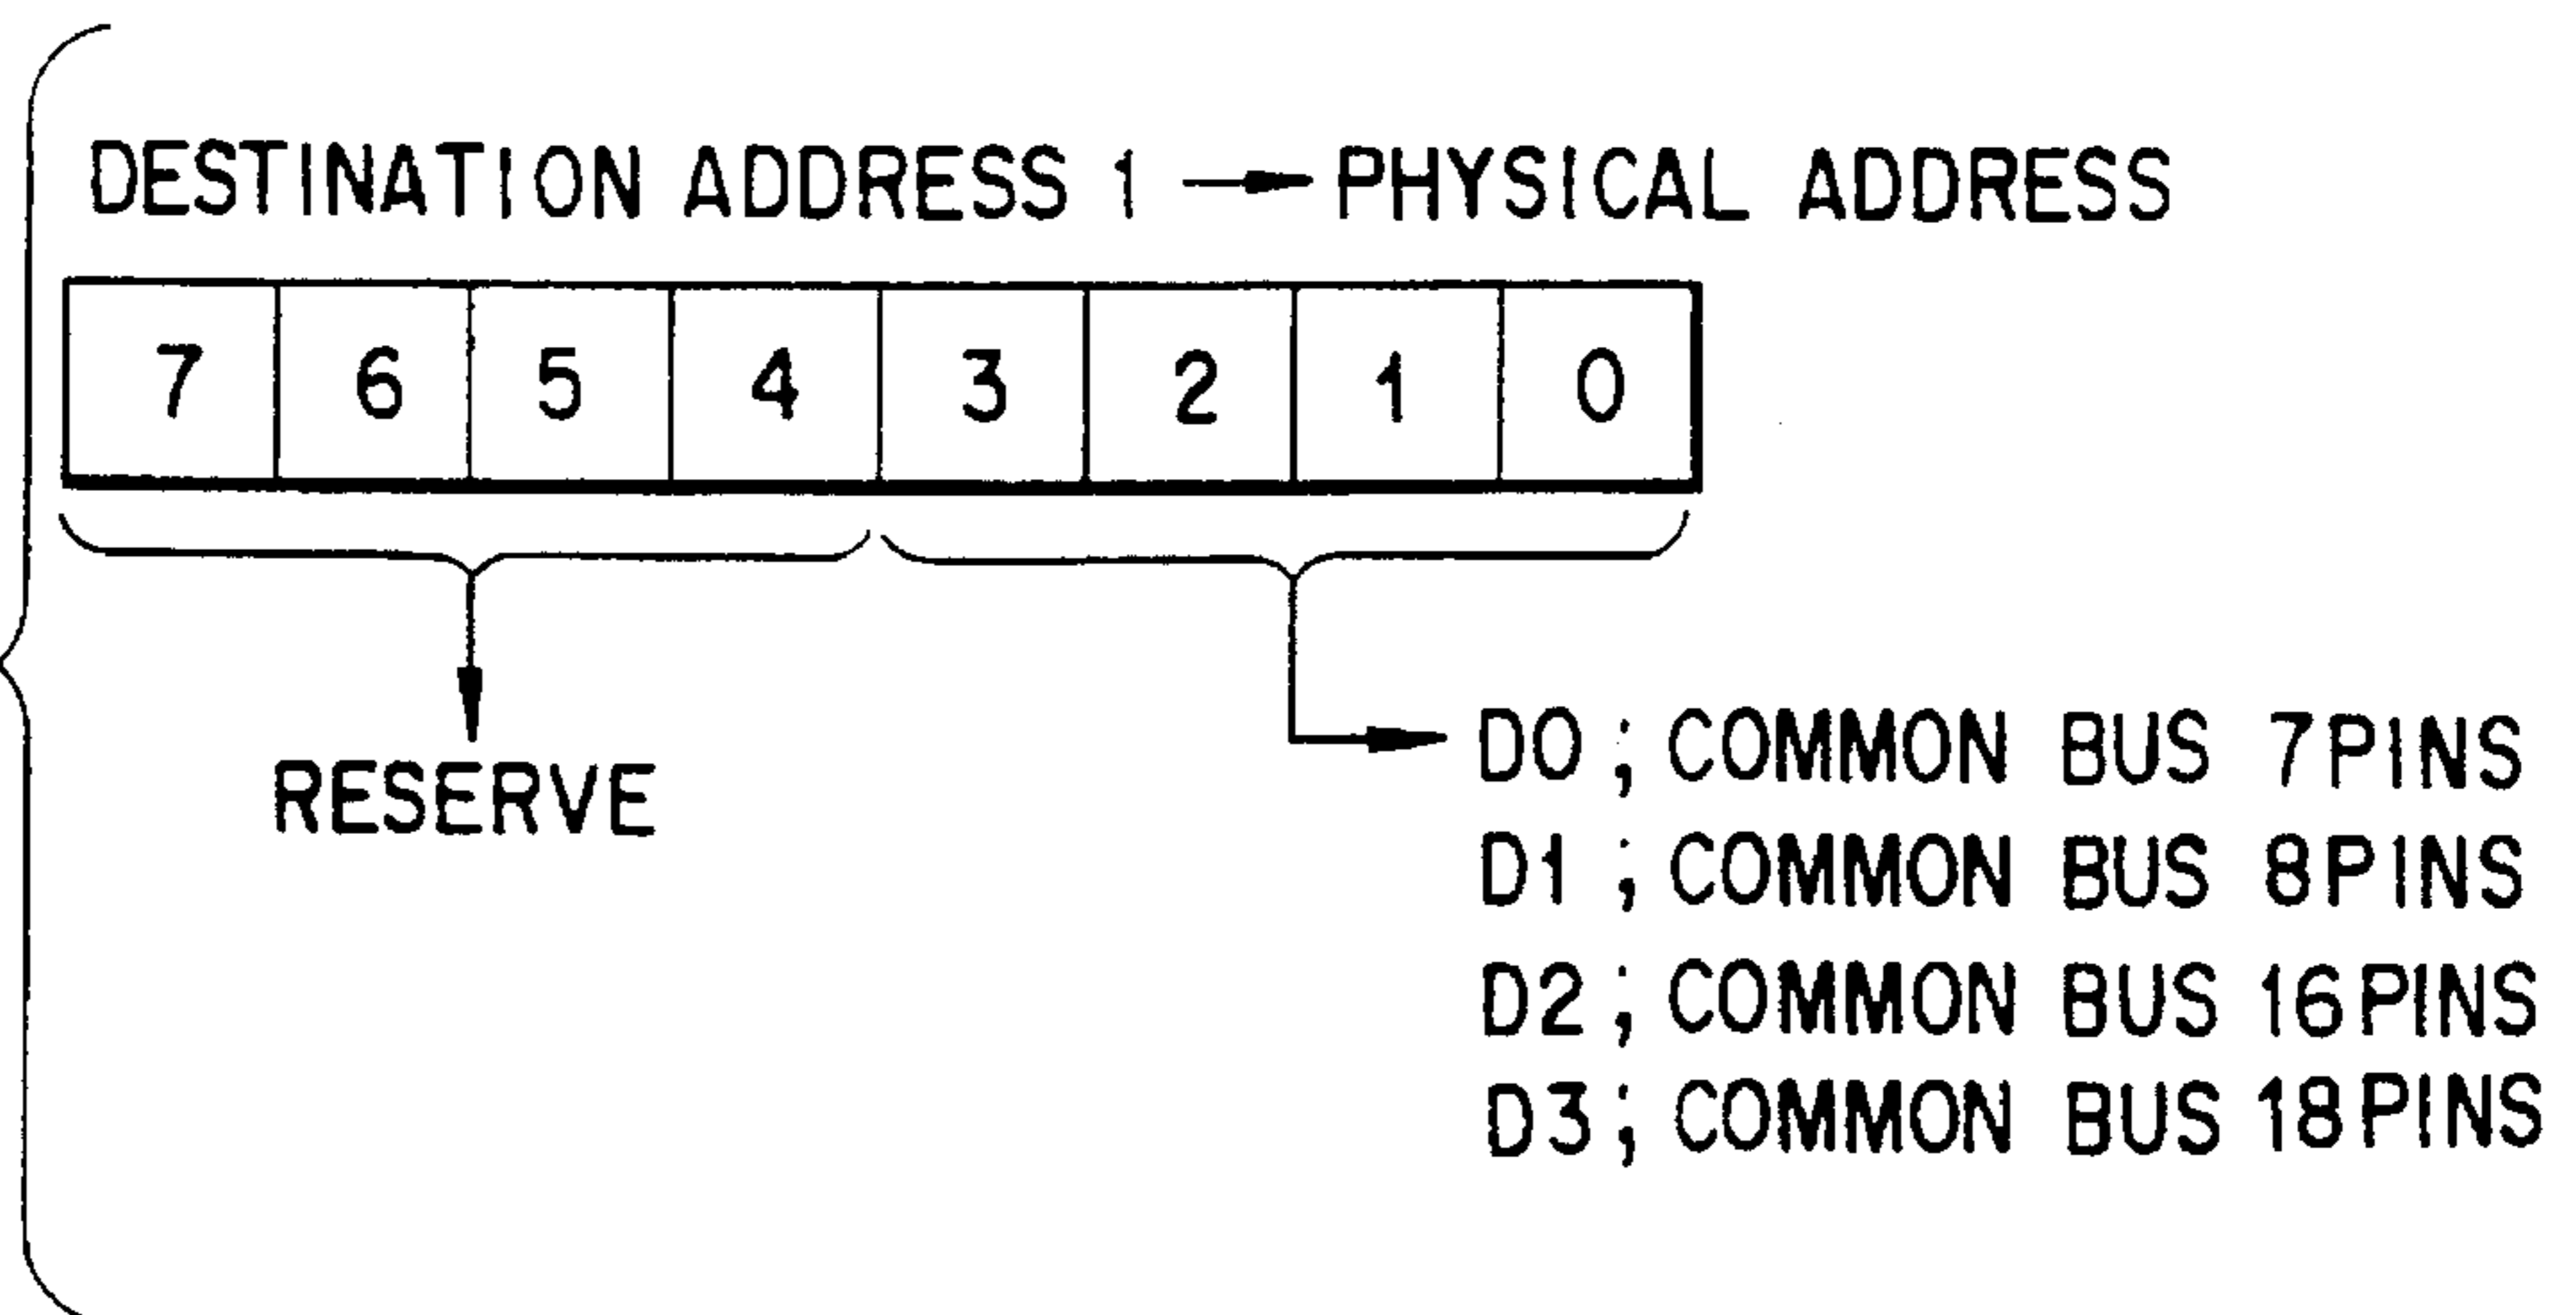 DESTINATION ADDRESS 1 → PHYSICAL ADDRESS
7 6 5 4 3 2 1 0
RESERVE
D0 ; COMMON BUS 7PINS
D1 ; COMMON BUS 8PINS
D2 ; COMMON BUS 16PINS
D3 ; COMMON BUS 18PINS